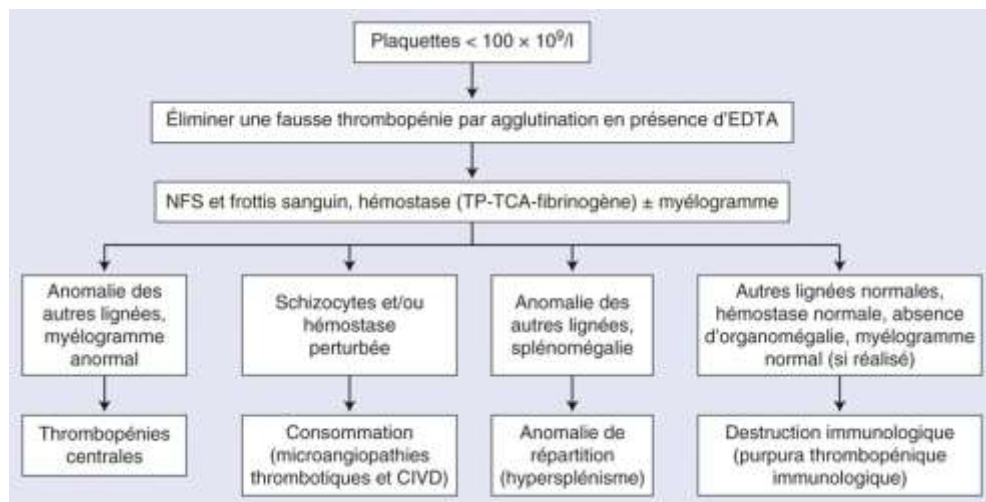 Plaquettes < 100 × 10⁹/l
Éliminer une fausse thrombopénie par agglutination en présence d'EDTA
NFS et frottis sanguin, hémostase (TP-TCA-fibrinogène) ± myélogramme
Anomalie des
autres lignées,
myélogramme
anormal
Schizocytes et/ou
hémostase
perturbée
Anomalie des
autres lignées,
splénomégalie
Autres lignées normales,
hémostase normale, absence
d'organomégalie, myélogramme
normal (si réalisé)
Thrombopénies
centrales
Consommation
(microangiopathies
thrombotiques et CIVD)
Anomalie de
répartition
(hypersplénisme)
Destruction immunologique
(purpura thrombopénique
immunologique)